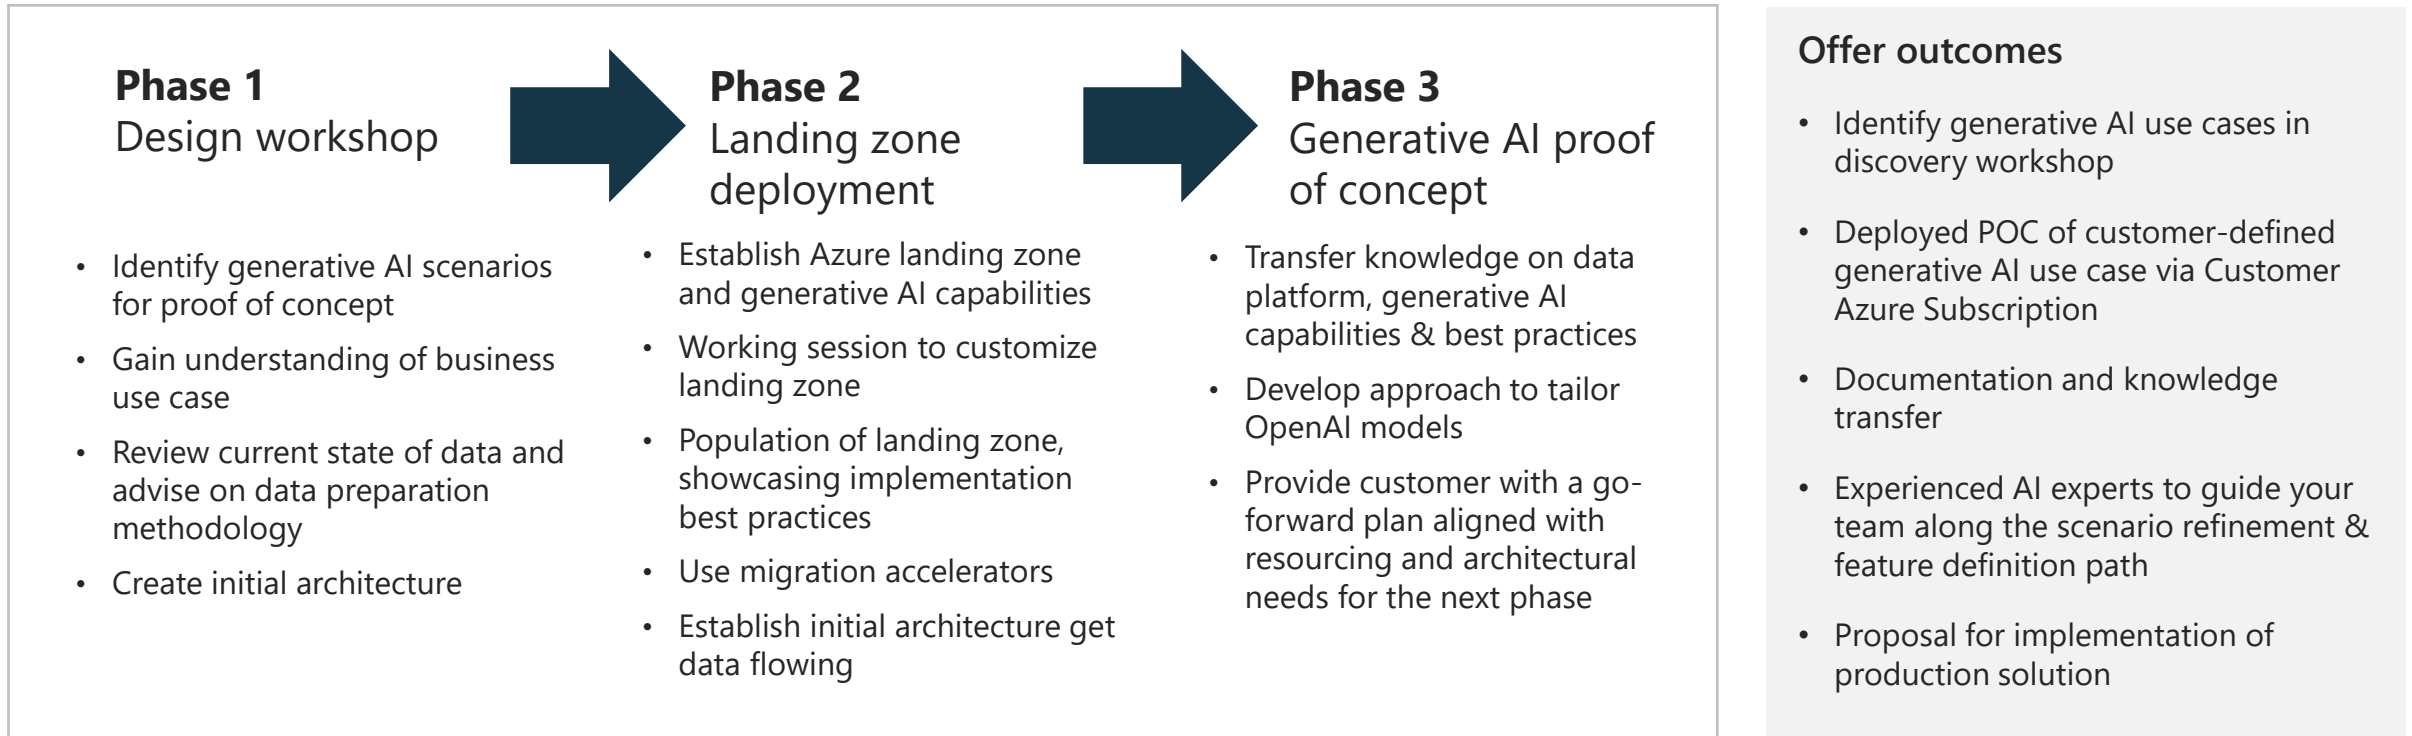 Phase 1
Design workshop
• Identify generative AI scenarios
for proof of concept
• Gain understanding of business
use case
• Review current state of data and
advise on data preparation
methodology
• Create initial architecture
Phase 2
Landing zone
deployment
• Establish Azure landing zone
and generative AI capabilities
• Working session to customize
landing zone
• Population of landing zone,
showcasing implementation
best practices
• Use migration accelerators
• Establish initial architecture get
data flowing
Phase 3
Generative AI proof
of concept
• Transfer knowledge on data
platform, generative AI
capabilities & best practices
• Develop approach to tailor
OpenAI models
• Provide customer with a go-
forward plan aligned with
resourcing and architectural
needs for the next phase
Offer outcomes
• Identify generative AI use cases in
discovery workshop
• Deployed POC of customer-defined
generative AI use case via Customer
Azure Subscription
• Documentation and knowledge
transfer
• Experienced AI experts to guide your
team along the scenario refinement &
feature definition path
• Proposal for implementation of
production solution